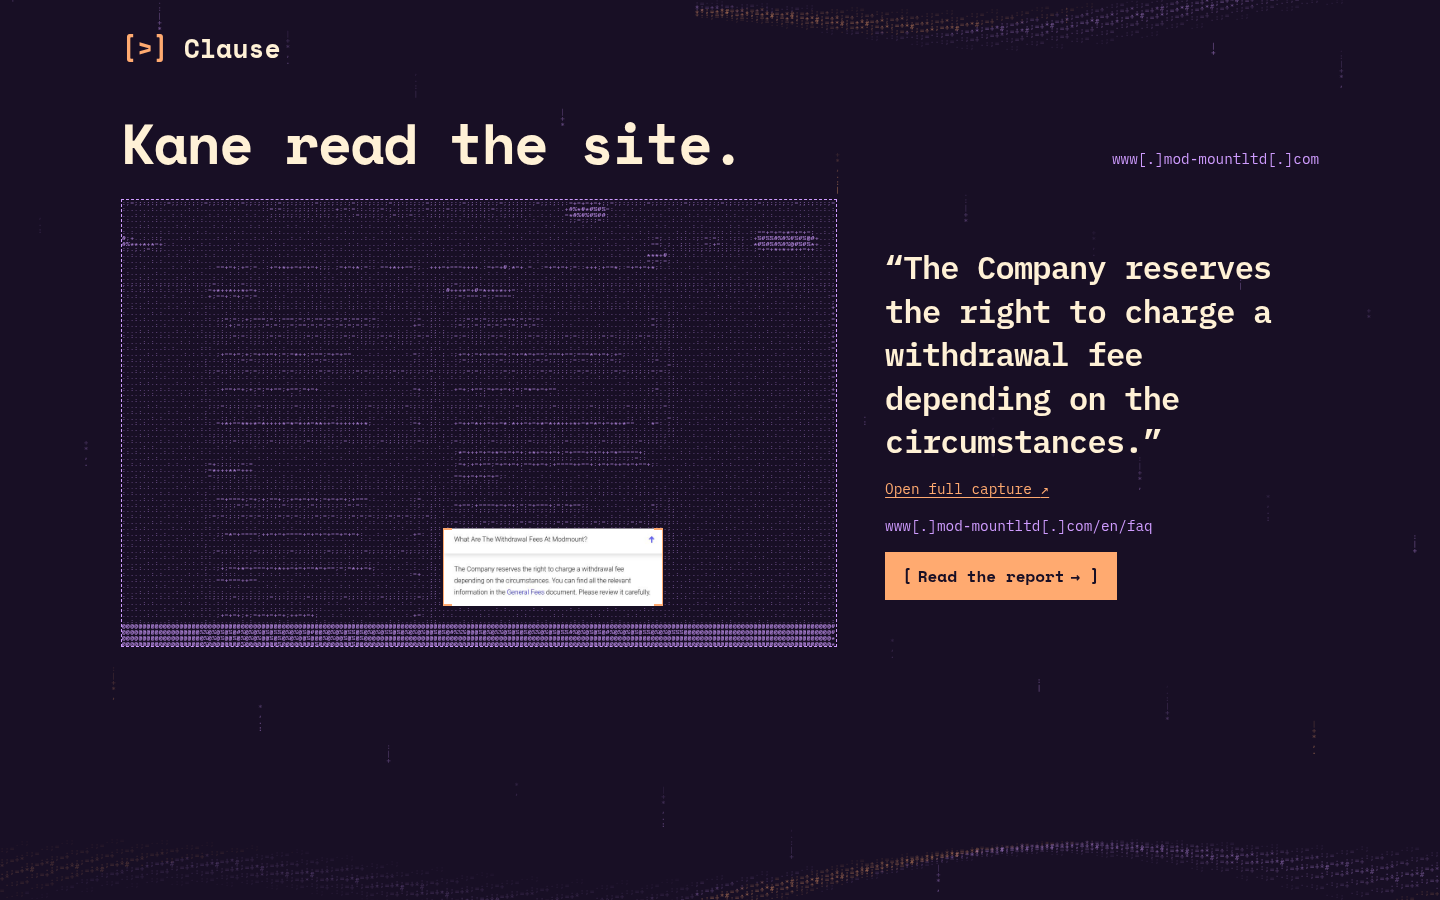 [>] Clause
Kane read the site.
www[.]mod-mountltd[.]com
What Are The Withdrawal Fees At Modmount?
The Company reserves the right to charge a withdrawal fee
depending on the circumstances. You can find all the relevant
information in the General Fees document. Please review it carefully.
“The Company reserves
the right to charge a
withdrawal fee
depending on the
circumstances.”
Open full capture ↗
www[.]mod-mountltd[.]com/en/faq
[ Read the report → ]